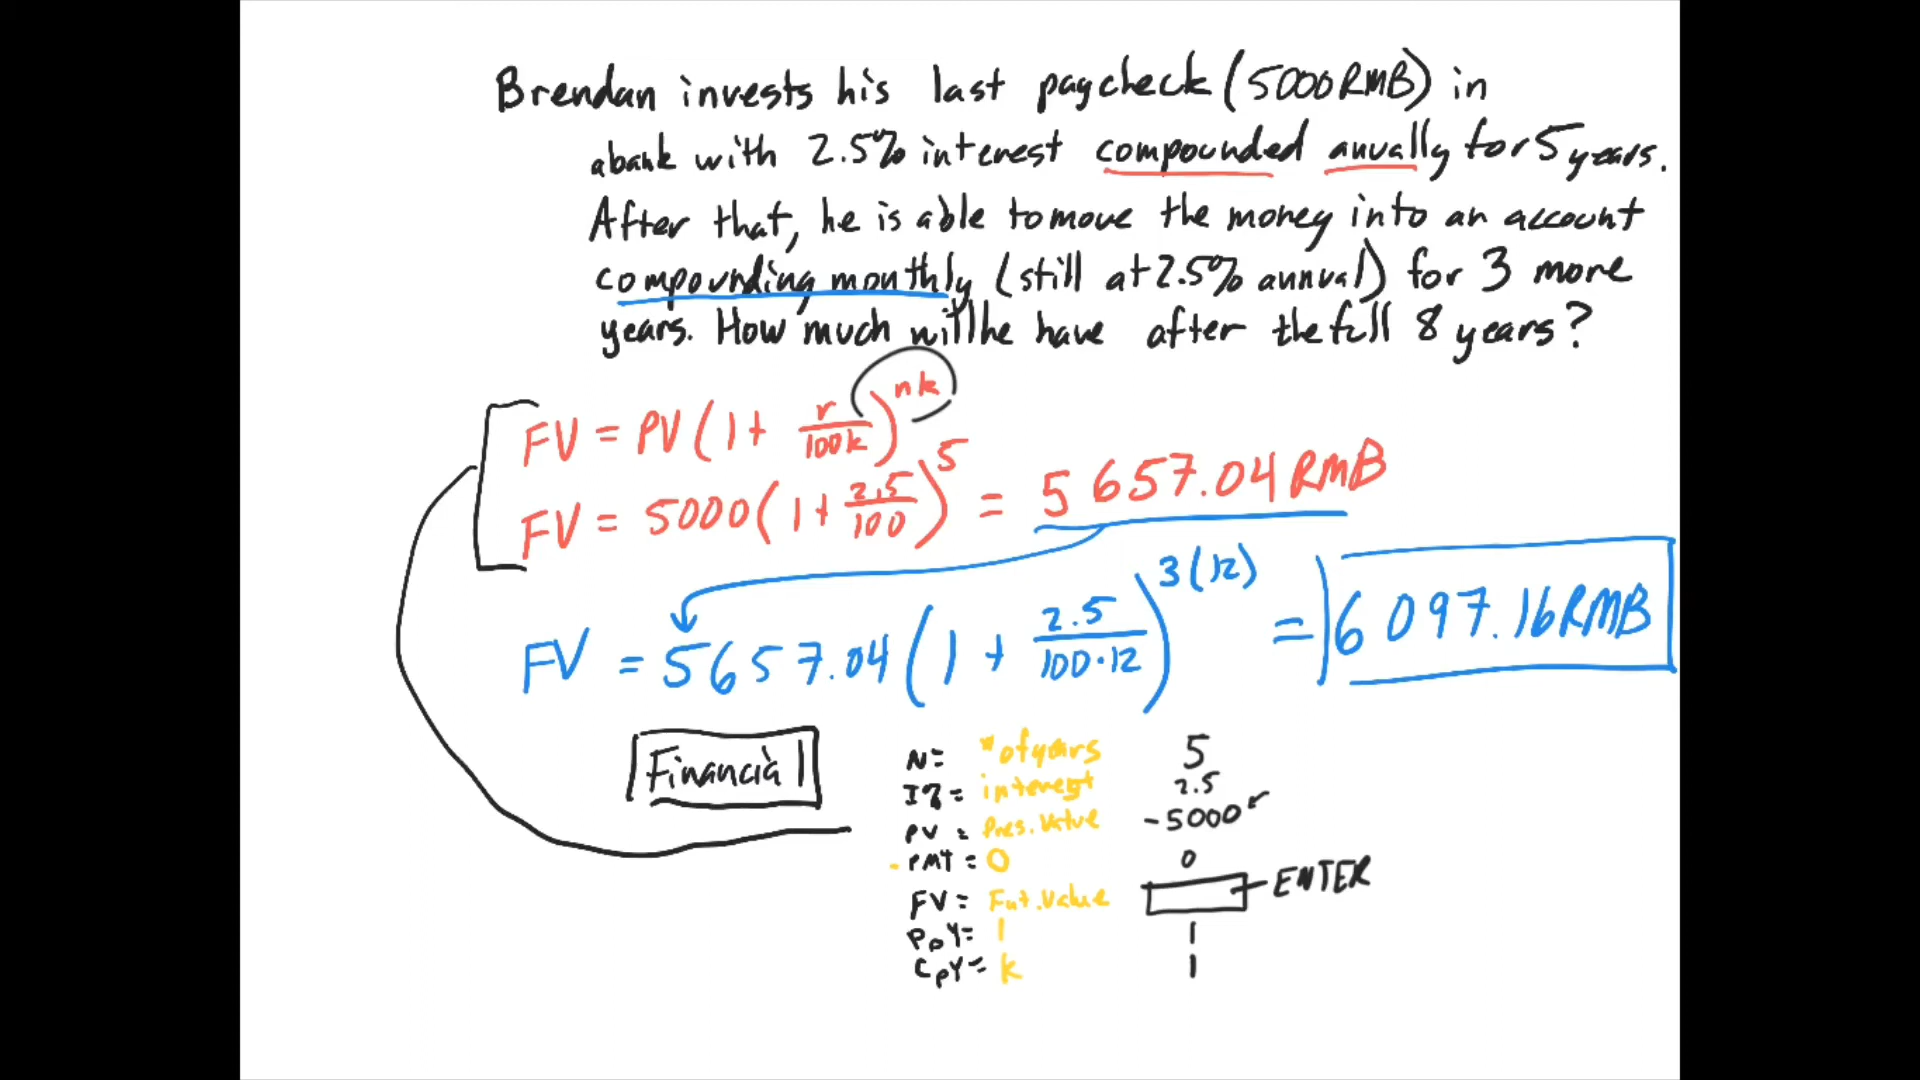 Brendan invests his last paycheck (5000RMB) in
a bank with 2.5% interest compounded anually for 5 years.
After that, he is able to move the money into an account
compounding monthly (still at 2.5% annual) for 3 more
years. How much will he have after the full 8 years?
FV = PV(1 + r/100k)^nk
FV = 5000(1 + 2.5/100)^5 = 5657.04 RMB
FV = 5657.04(1 + 2.5/100·12)^3(12) = 6097.16 RMB
Financial
N = # of years 5
I% = interest 2.5
PV = Pres. Value -5000
PMT = 0 0
FV = Fut. Value ENTER
PpY = 1 1
CpY = k 1